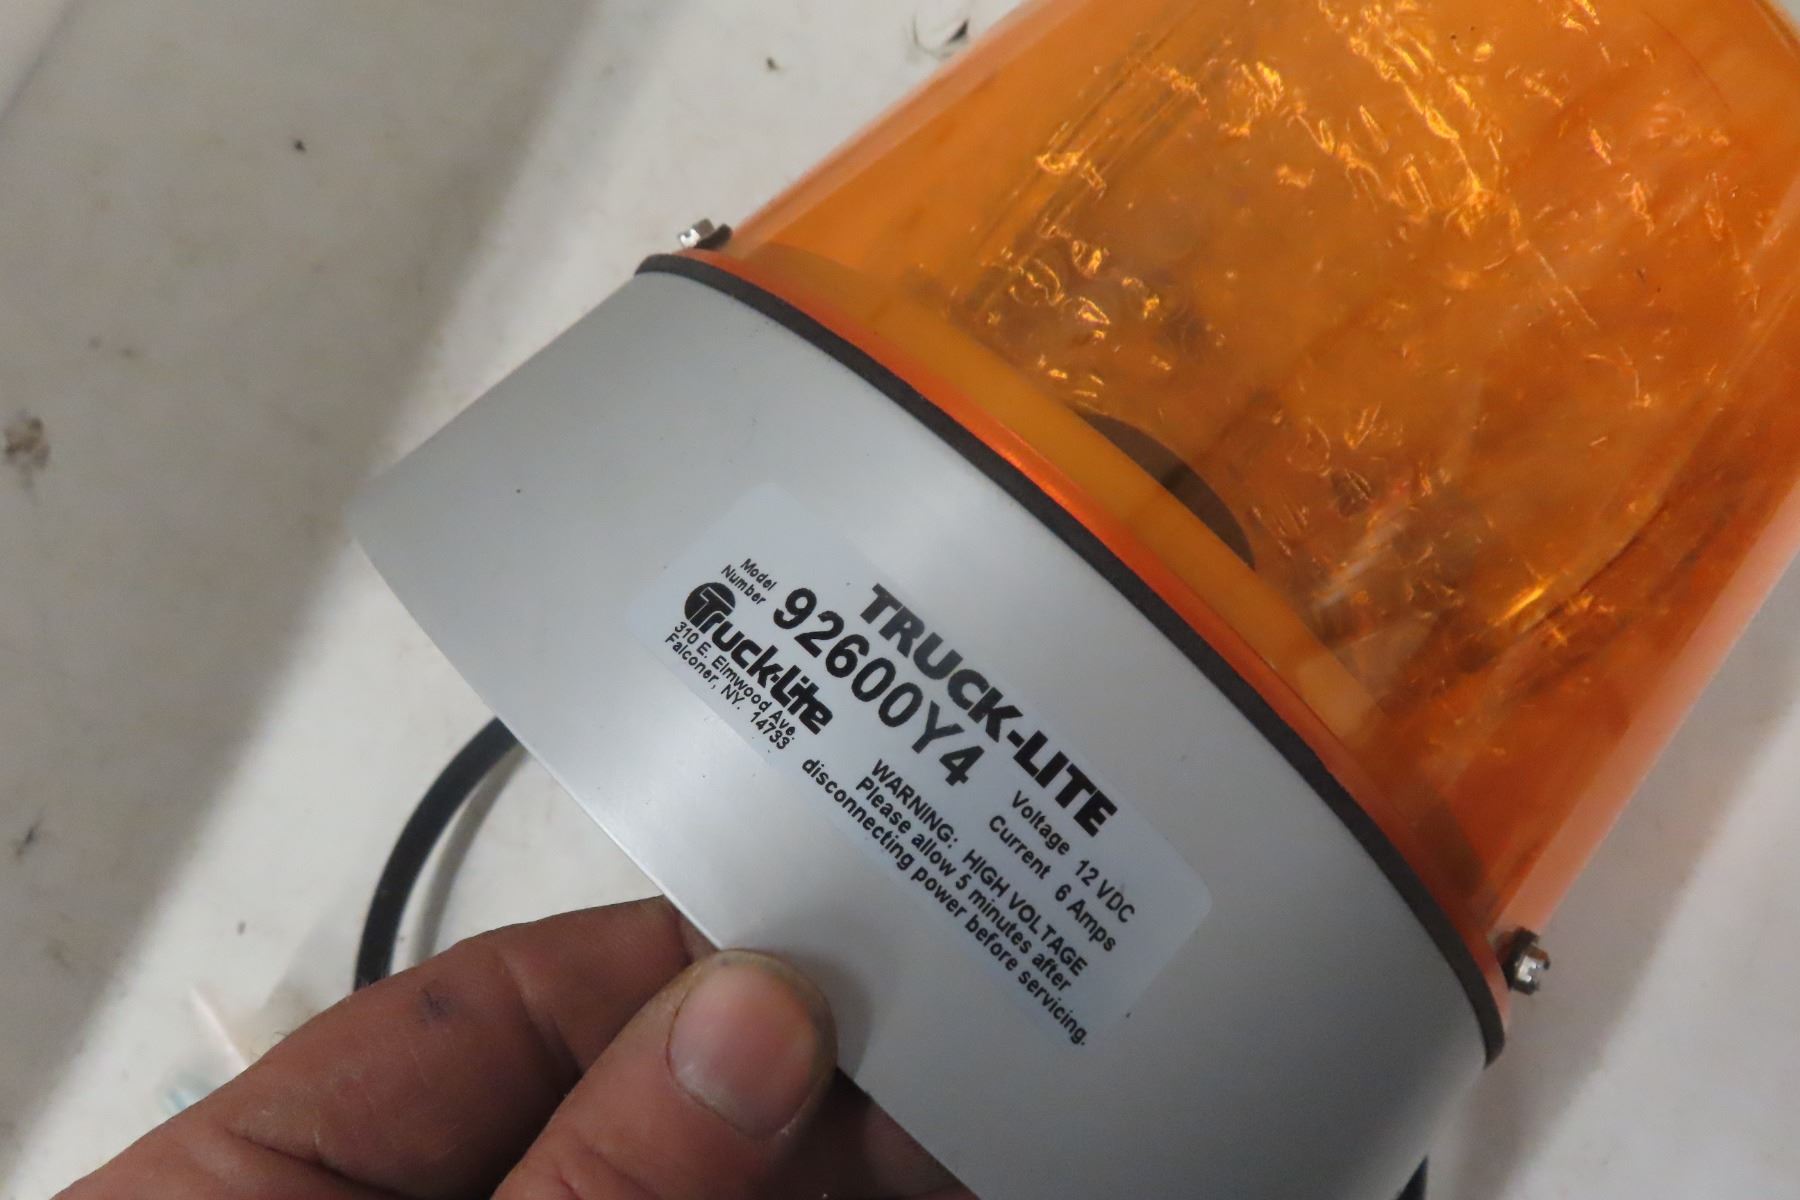 TRUCK-LITE
Model
Number
92600Y4
Voltage 12 VDC
Current 6 Amps
Truck-Lite
310 E. Elmwood Ave.
Falconer, NY. 14733
WARNING: HIGH VOLTAGE
Please allow 5 minutes after
disconnecting power before servicing.